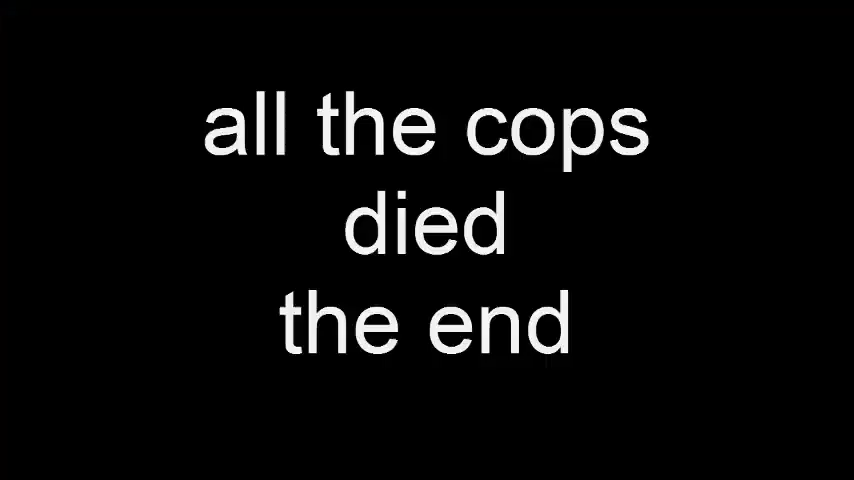 all the cops
died
the end